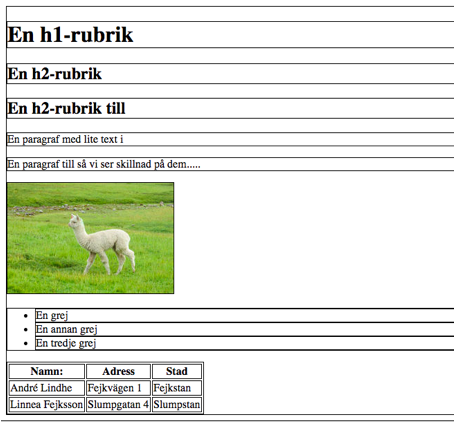 En h1-rubrik
En h2-rubrik
En h2-rubrik till
En paragraf med lite text i
En paragraf till så vi ser skillnad på dem.....
En grej
En annan grej
En tredje grej
Namn: Adress Stad
André Lindhe Fejkvägen 1 Fejkstan
Linnea Fejksson Slumpgatan 4 Slumpstan